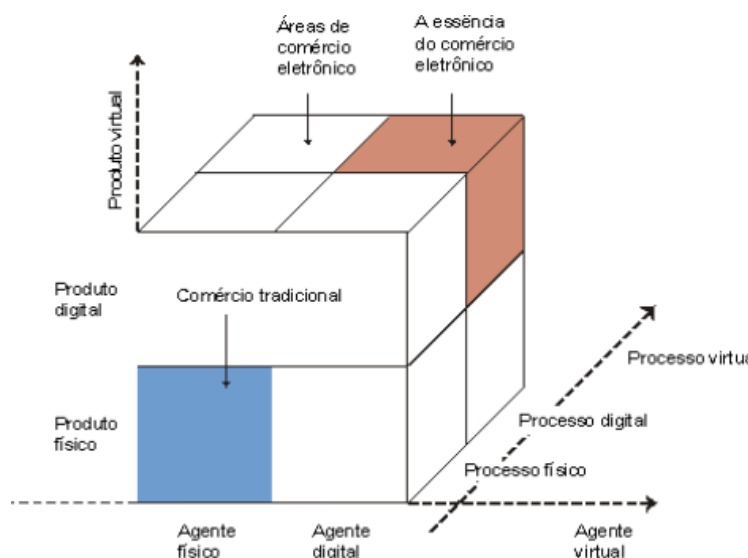 Áreas de
comércio
eletrônico
A essência
do comércio
eletrônico
Produto virtual
Produto
digital
Comércio tradicional
Processo virtua
Produto
físico
Processo digital
Processo físico
Agente
físico
Agente
digital
Agente
virtual